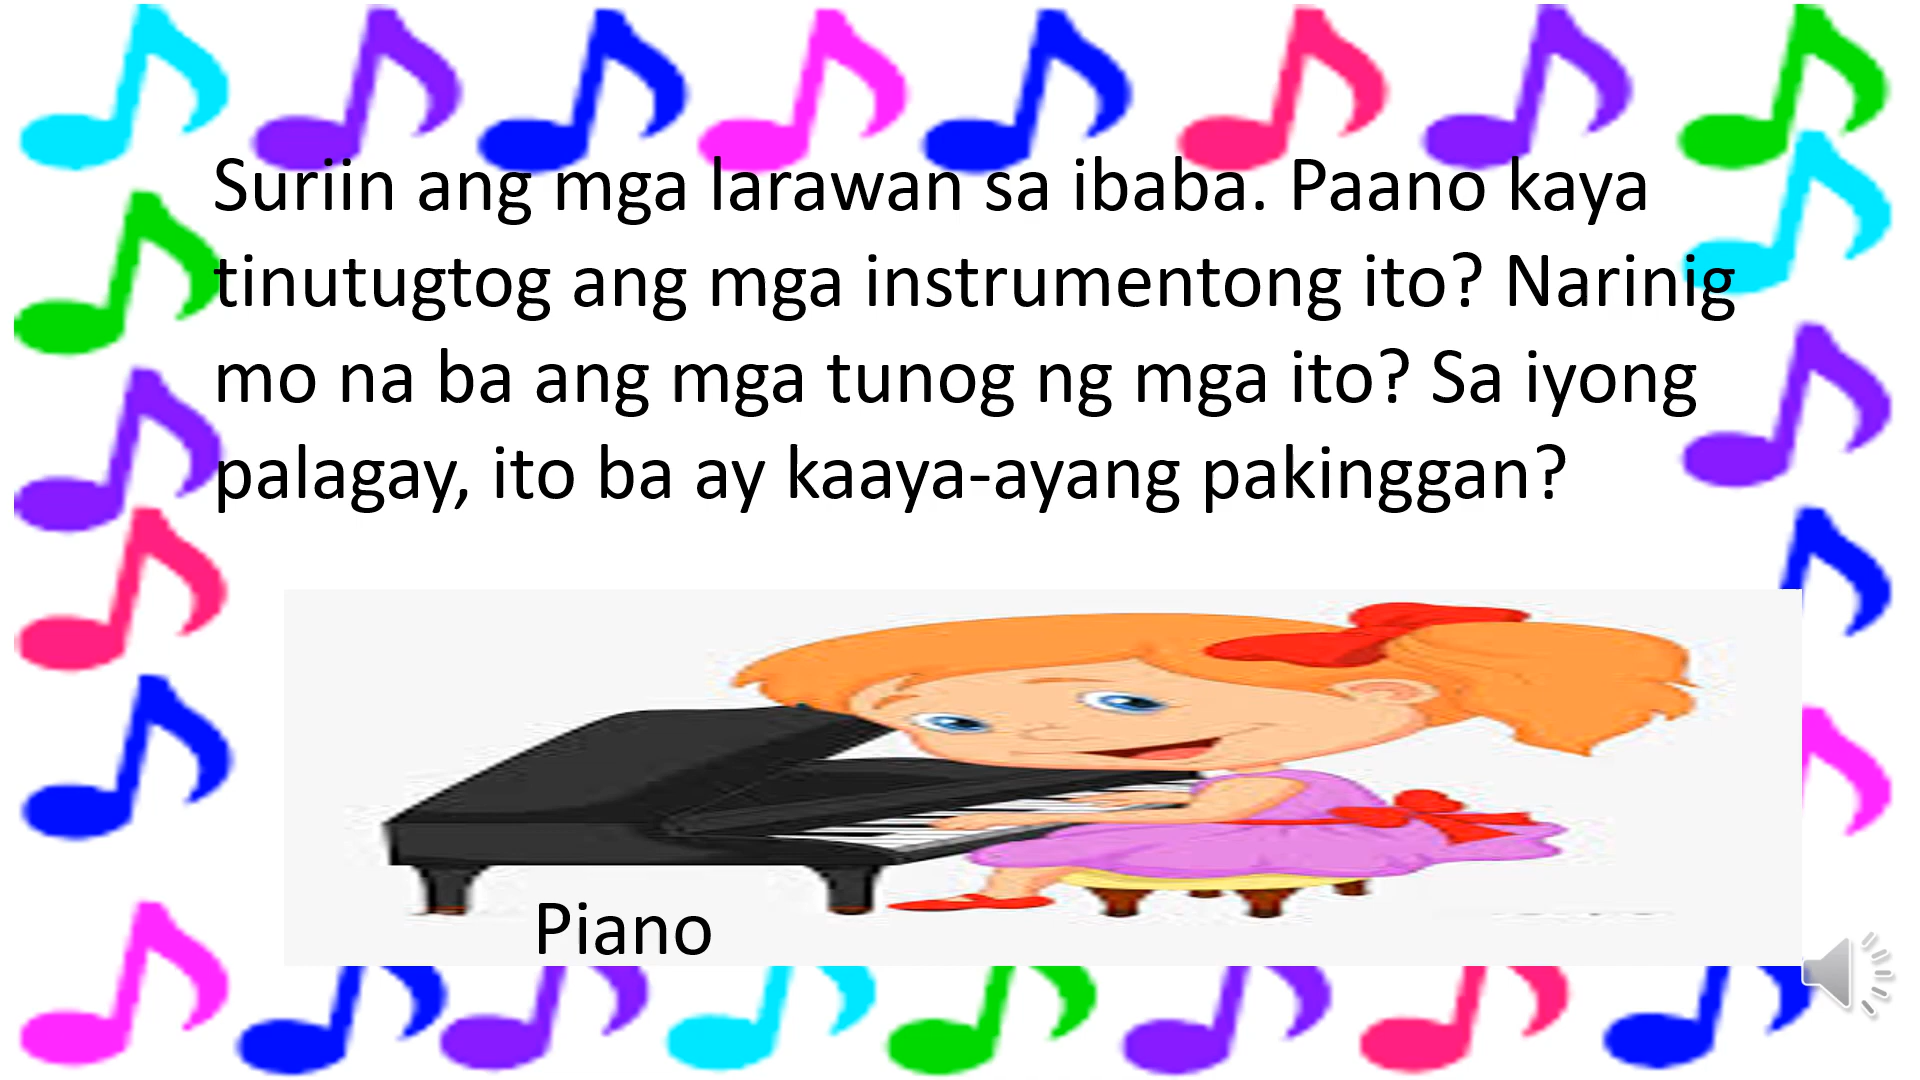 Suriin ang mga larawan sa ibaba. Paano kaya
tinutugtog ang mga instrumentong ito? Narinig
mo na ba ang mga tunog ng mga ito? Sa iyong
palagay, ito ba ay kaaya-ayang pakinggan?
Piano